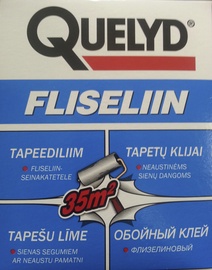 QUELYD®
FLISELIIN
TAPEEDILIIM
FLISELIIN-
SEINAKATETELE
TAPETŲ KLIJAI
NEAUSTINĖMS
SIENŲ DANGOMS
35m²
TAPEŠU LĪME
SIENAS SEGUMIEM
AR NEAUSTU PAMATNI
ОБОЙНЫЙ КЛЕЙ
ФЛИЗЕЛИНОВЫЙ